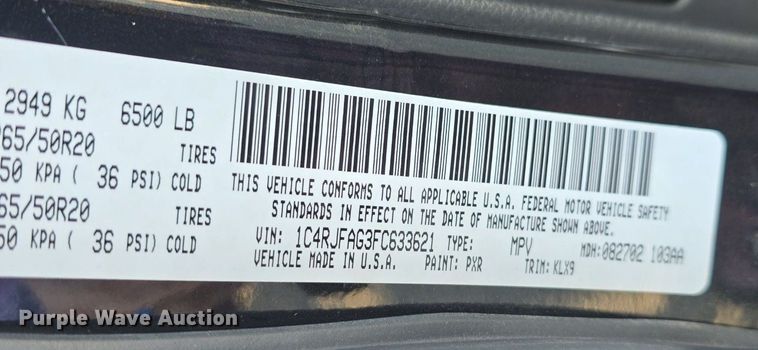 2949 KG 6500 LB
65/50R20 TIRES
50 KPA ( 36 PSI) COLD
65/50R20 TIRES
50 KPA ( 36 PSI) COLD
THIS VEHICLE CONFORMS TO ALL APPLICABLE U.S.A. FEDERAL MOTOR VEHICLE SAFETY
STANDARDS IN EFFECT ON THE DATE OF MANUFACTURE SHOWN ABOVE.
VIN: 1C4RJFAG3FC633621 TYPE: MPV MDH:082702 103AA
VEHICLE MADE IN U.S.A. PAINT: PXR TRIM: KLX9
Purple Wave Auction